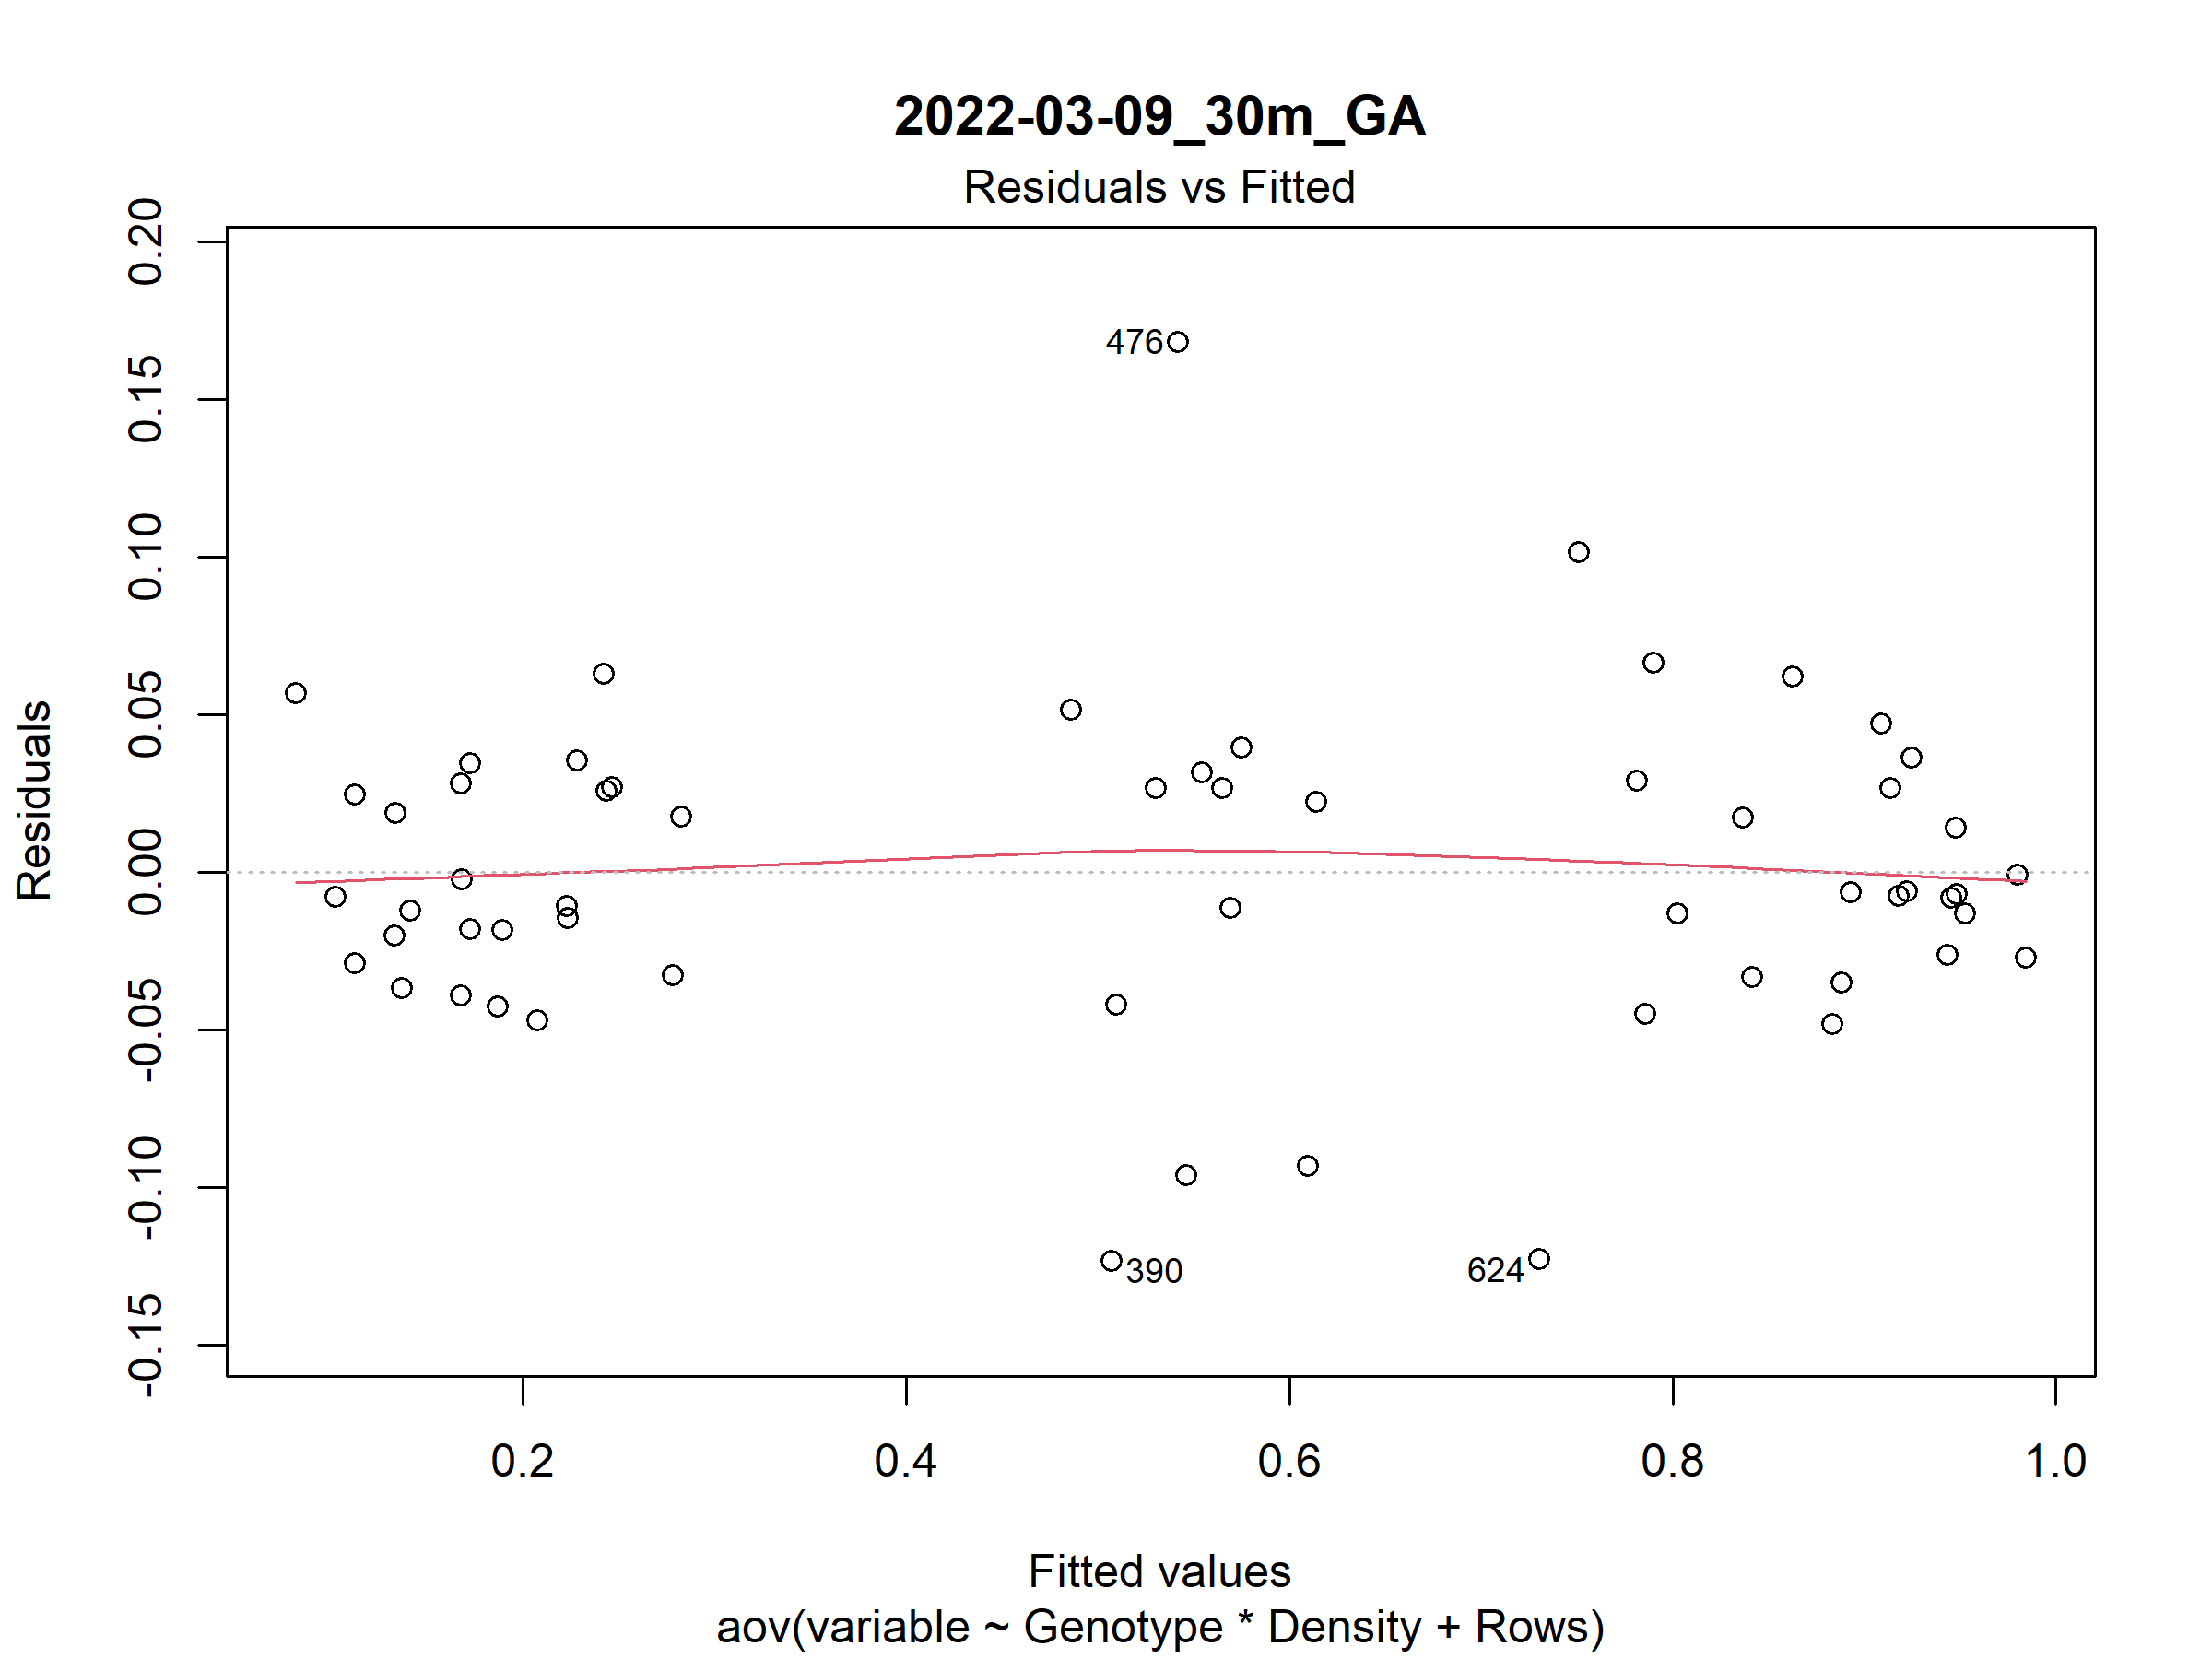 2022-03-09_30m_GA
Residuals vs Fitted
Residuals
0.20
0.15
0.10
0.05
0.00
-0.05
-0.10
-0.15
476
390
624
0.2 0.4 0.6 0.8 1.0
Fitted values
aov(variable ~ Genotype * Density + Rows)